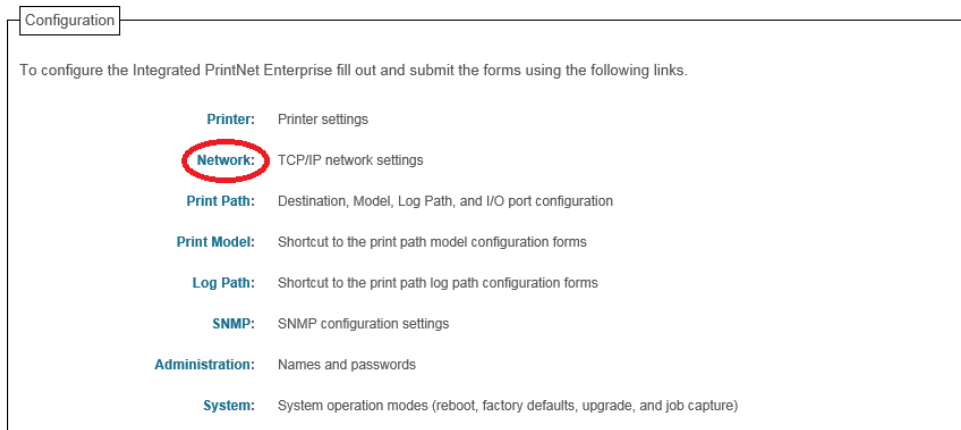 Configuration
To configure the Integrated PrintNet Enterprise fill out and submit the forms using the following links.
Printer: Printer settings
Network: TCP/IP network settings
Print Path: Destination, Model, Log Path, and I/O port configuration
Print Model: Shortcut to the print path model configuration forms
Log Path: Shortcut to the print path log path configuration forms
SNMP: SNMP configuration settings
Administration: Names and passwords
System: System operation modes (reboot, factory defaults, upgrade, and job capture)